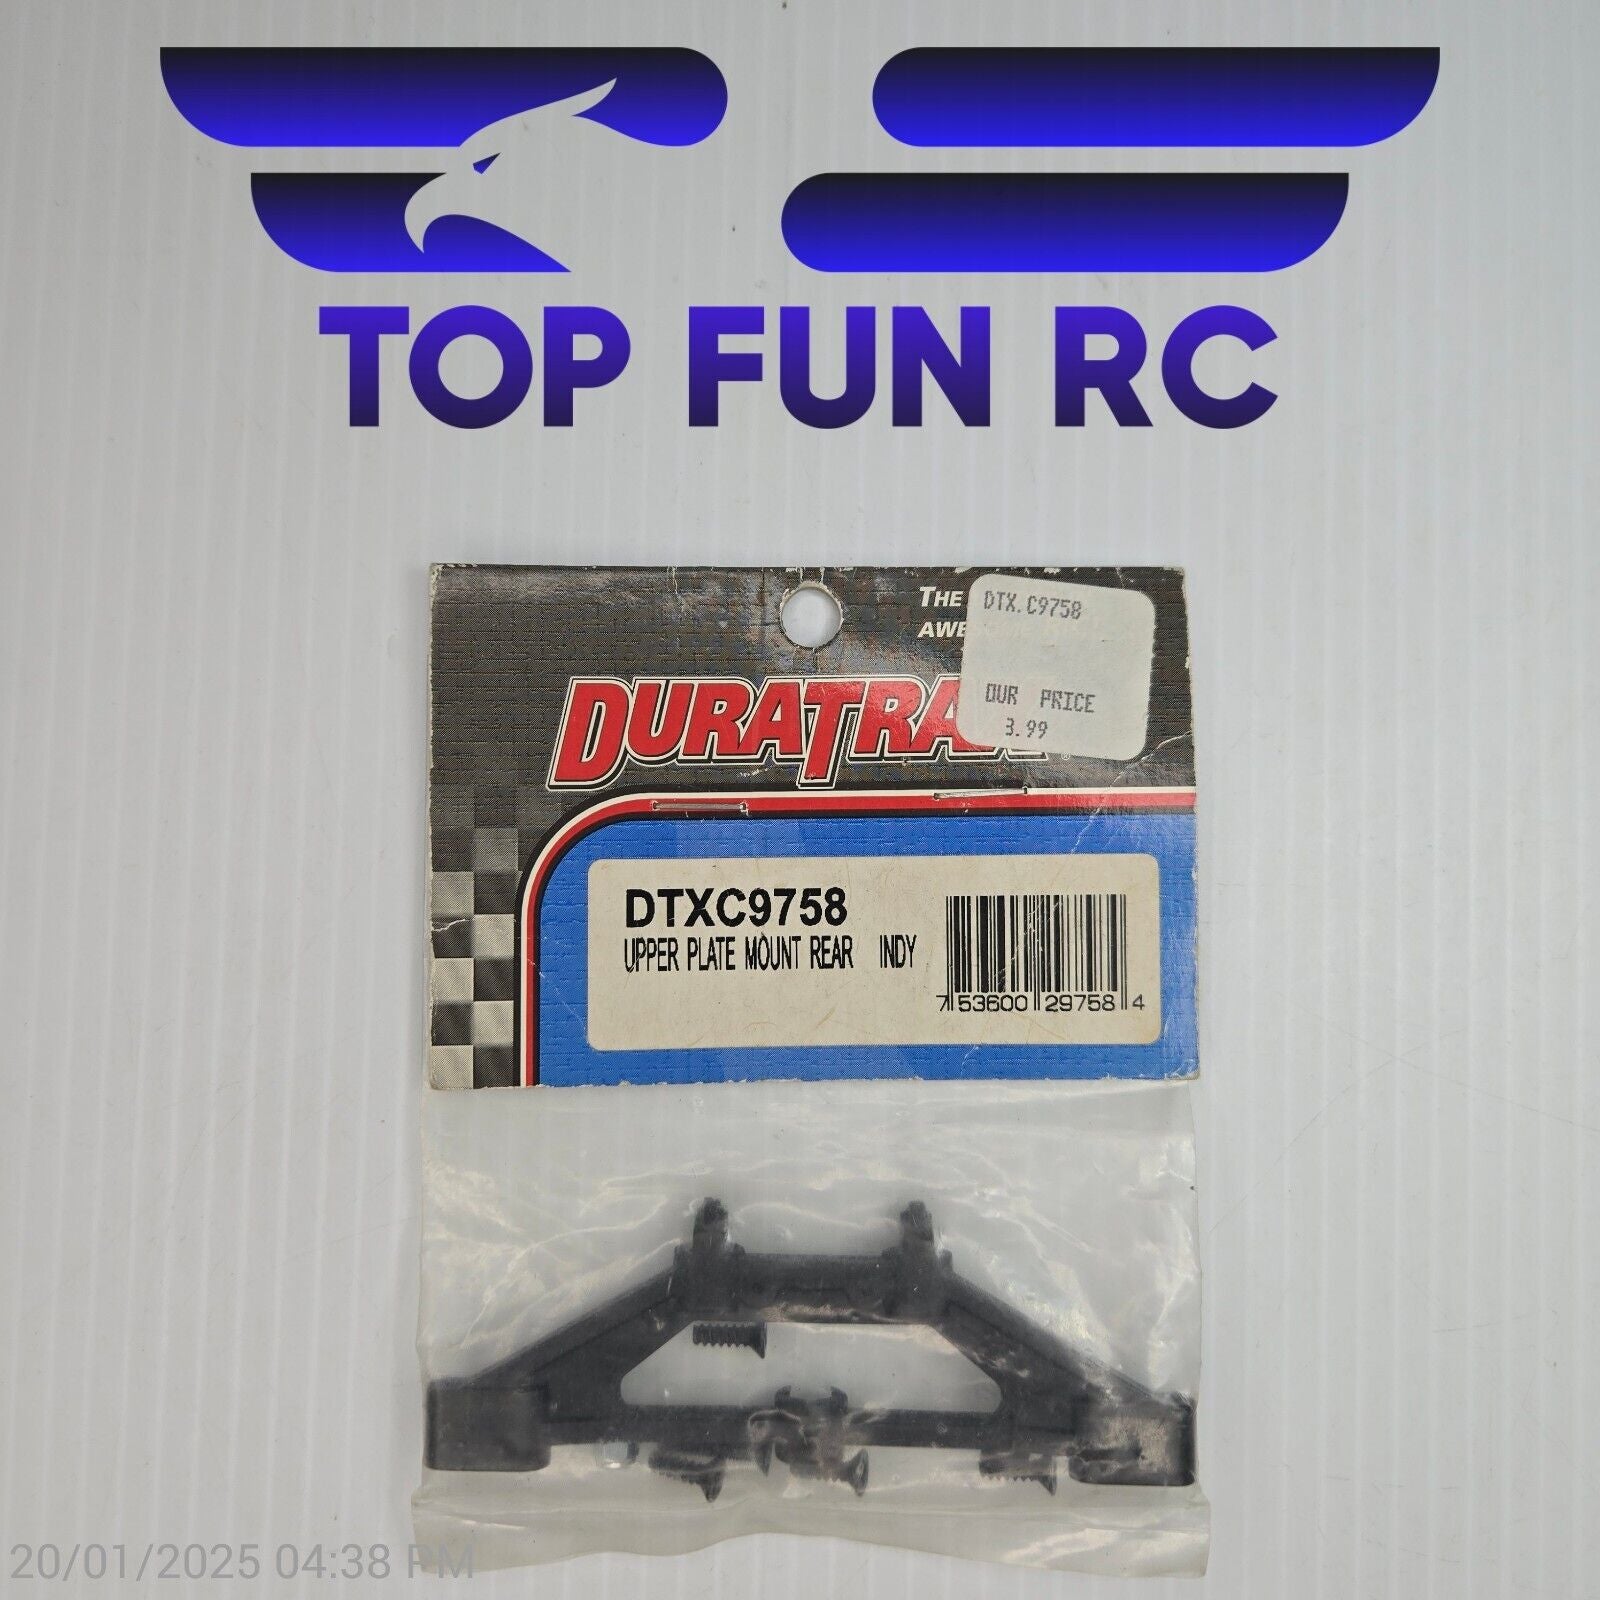 TOP FUN RC
THE
DTX.C9758
OUR PRICE
3.99
DTXC9758
UPPER PLATE MOUNT REAR INDY
7 53600 29758 4
20/01/2025 04:38 PM